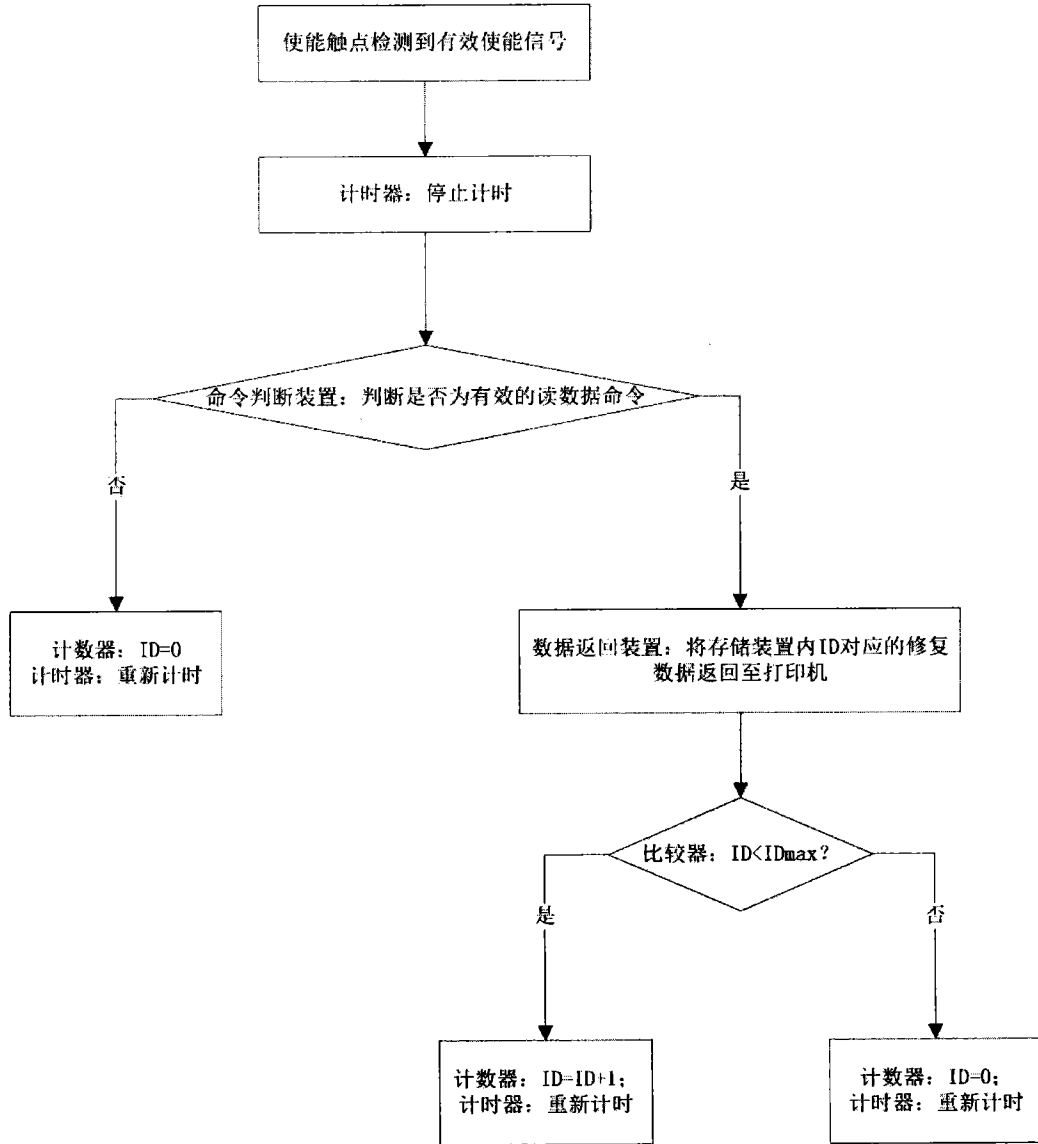 使能触点检测到有效使能信号
计时器：停止计时
命令判断装置：判断是否为有效的读数据命令
否
是
计数器：ID=0
计时器：重新计时
数据返回装置：将存储装置内ID对应的修复
数据返回至打印机
比较器：ID<IDmax？
是
否
计数器：ID=ID+1；
计时器：重新计时
计数器：ID=0；
计时器：重新计时